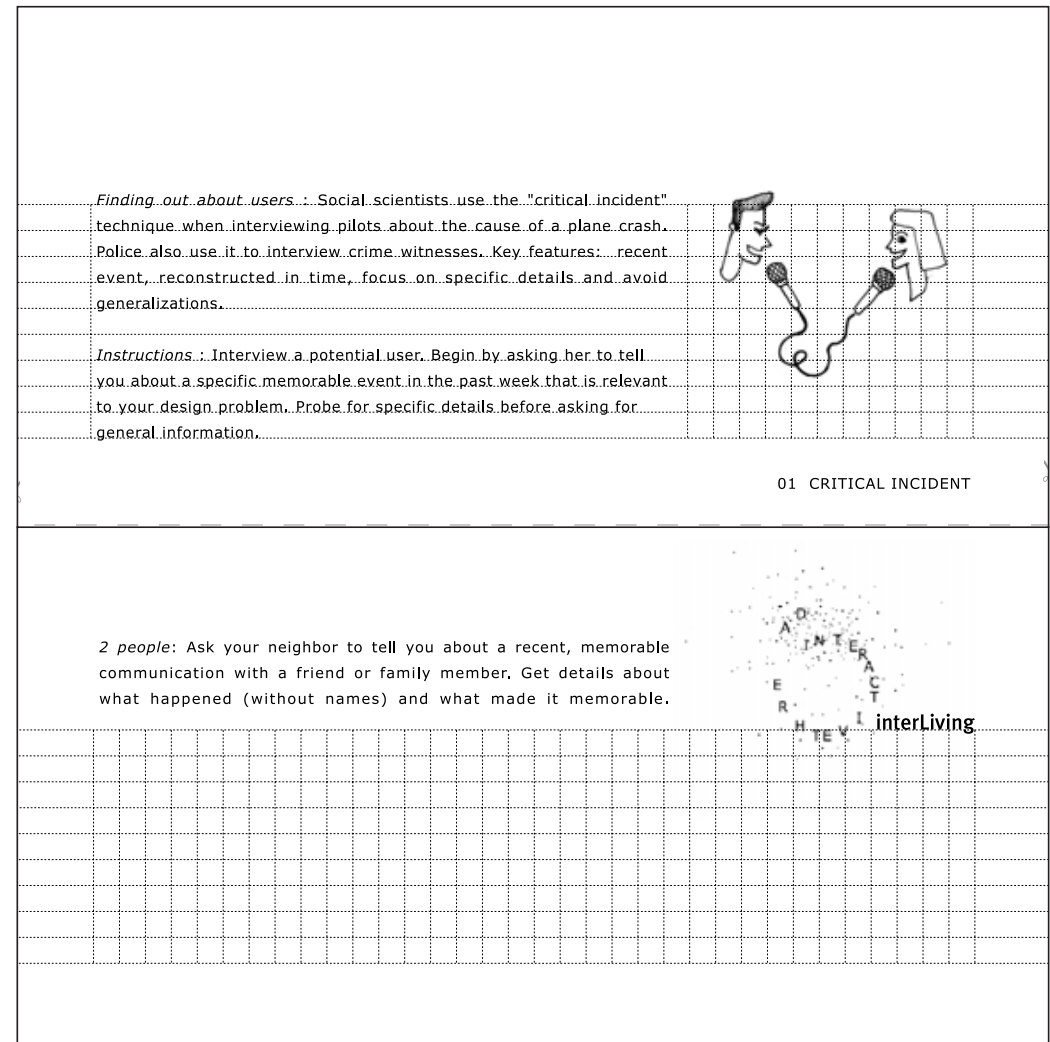 Finding out about users : Social scientists use the "critical incident"
technique when interviewing pilots about the cause of a plane crash.
Police also use it to interview crime witnesses. Key features: recent
event, reconstructed in time, focus on specific details and avoid
generalizations.
Instructions : Interview a potential user. Begin by asking her to tell
you about a specific memorable event in the past week that is relevant
to your design problem. Probe for specific details before asking for
general information.
01 CRITICAL INCIDENT
2 people: Ask your neighbor to tell you about a recent, memorable
communication with a friend or family member. Get details about
what happened (without names) and what made it memorable.
INTERACTIVE THREAD
interLiving